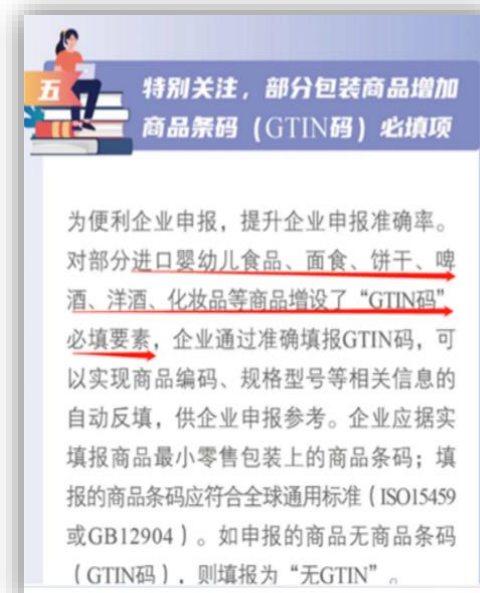 五
特别关注，部分包装商品增加
商品条码（GTIN码）必填项
为便利企业申报，提升企业申报准确率。
对部分进口婴幼儿食品、面食、饼干、啤
酒、洋酒、化妆品等商品增设了“GTIN码”
必填要素，企业通过准确填报GTIN码，可
以实现商品编码、规格型号等相关信息的
自动反填，供企业申报参考。企业应据实
填报商品最小零售包装上的商品条码；填
报的商品条码应符合全球通用标准（ISO15459
或GB12904）。如申报的商品无商品条码
（GTIN码），则填报为“无GTIN”。